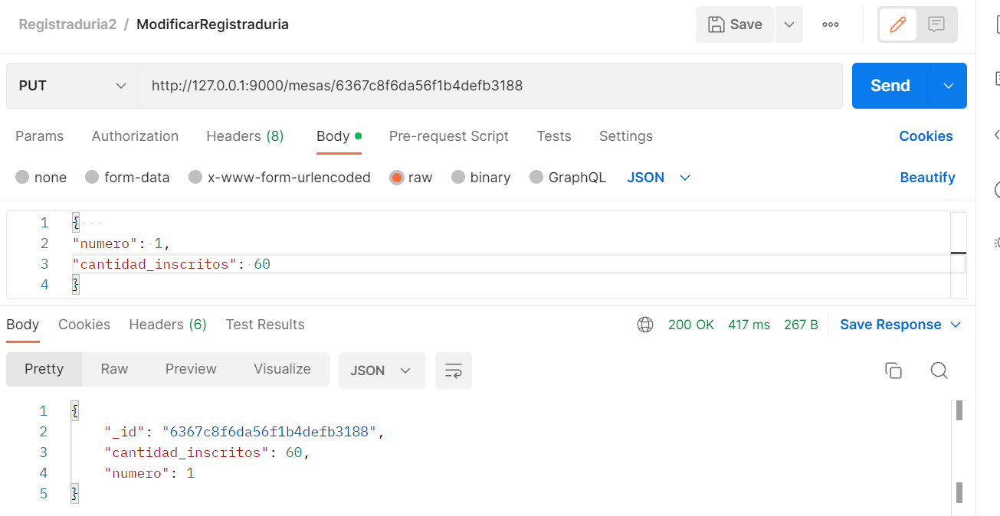 Registraduria2 / ModificarRegistraduria
Save
PUT
http://127.0.0.1:9000/mesas/6367c8f6da56f1b4defb3188
Send
Params Authorization Headers (8) Body Pre-request Script Tests Settings Cookies
none form-data x-www-form-urlencoded raw binary GraphQL JSON Beautify
1 {
2 "numero": 1,
3 "cantidad_inscritos": 60
4 }
Body Cookies Headers (6) Test Results 200 OK 417 ms 267 B Save Response
Pretty Raw Preview Visualize JSON
1 {
2 "_id": "6367c8f6da56f1b4defb3188",
3 "cantidad_inscritos": 60,
4 "numero": 1
5 }